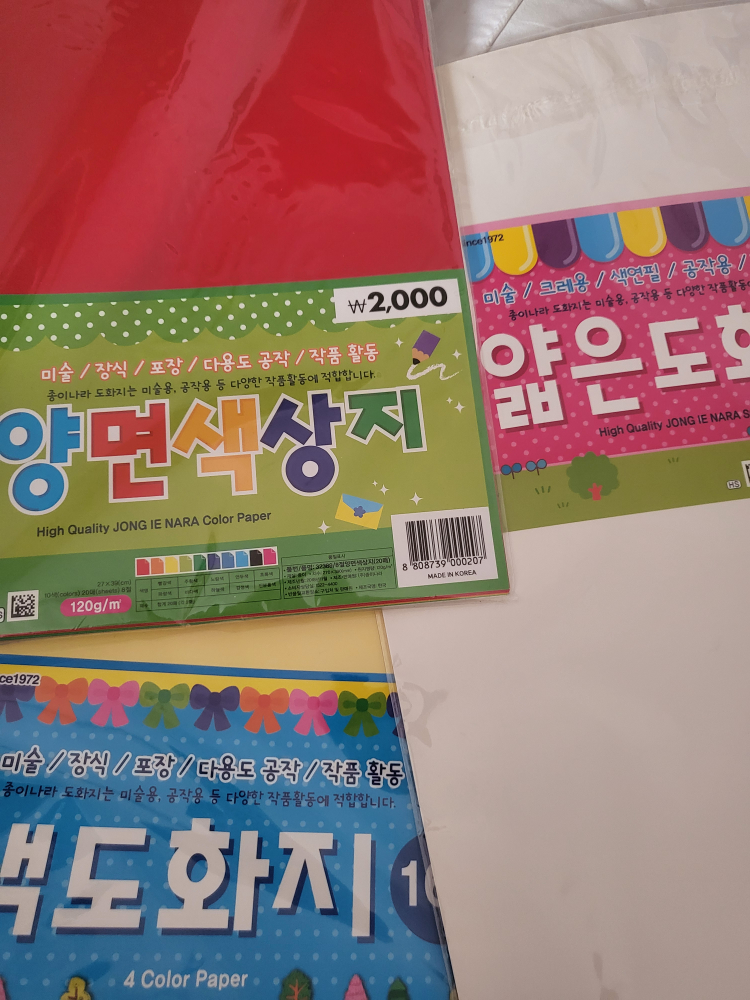 ₩2,000
미술 / 장식 / 포장 / 다용도 공작 / 작품 활동
종이나라 도화지는 미술용, 공작용 등 다양한 작품활동에 적합합니다.
양면색상지
High Quality JONG IE NARA Color Paper
120g/㎡
8 808739 000207
MADE IN KOREA
since1972
미술 / 크레용 / 색연필 / 공작용 /
종이나라 도화지는 미술용, 공작용 등 다양한
얇은도화
High Quality JONG IE NARA S
HS
ce1972
미술 / 장식 / 포장 / 다용도 공작 / 작품 활동
종이나라 도화지는 미술용, 공작용 등 다양한 작품활동에 적합합니다.
색도화지
4 Color Paper